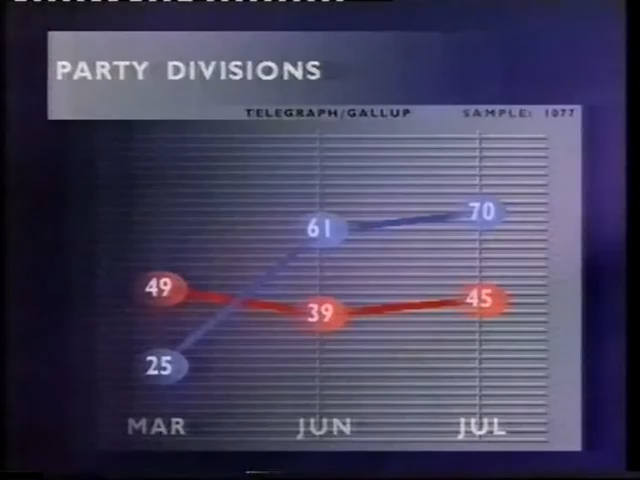 PARTY DIVISIONS
TELEGRAPH/GALLUP SAMPLE: 1077
61 70
49 39 45
25
MAR JUN JUL